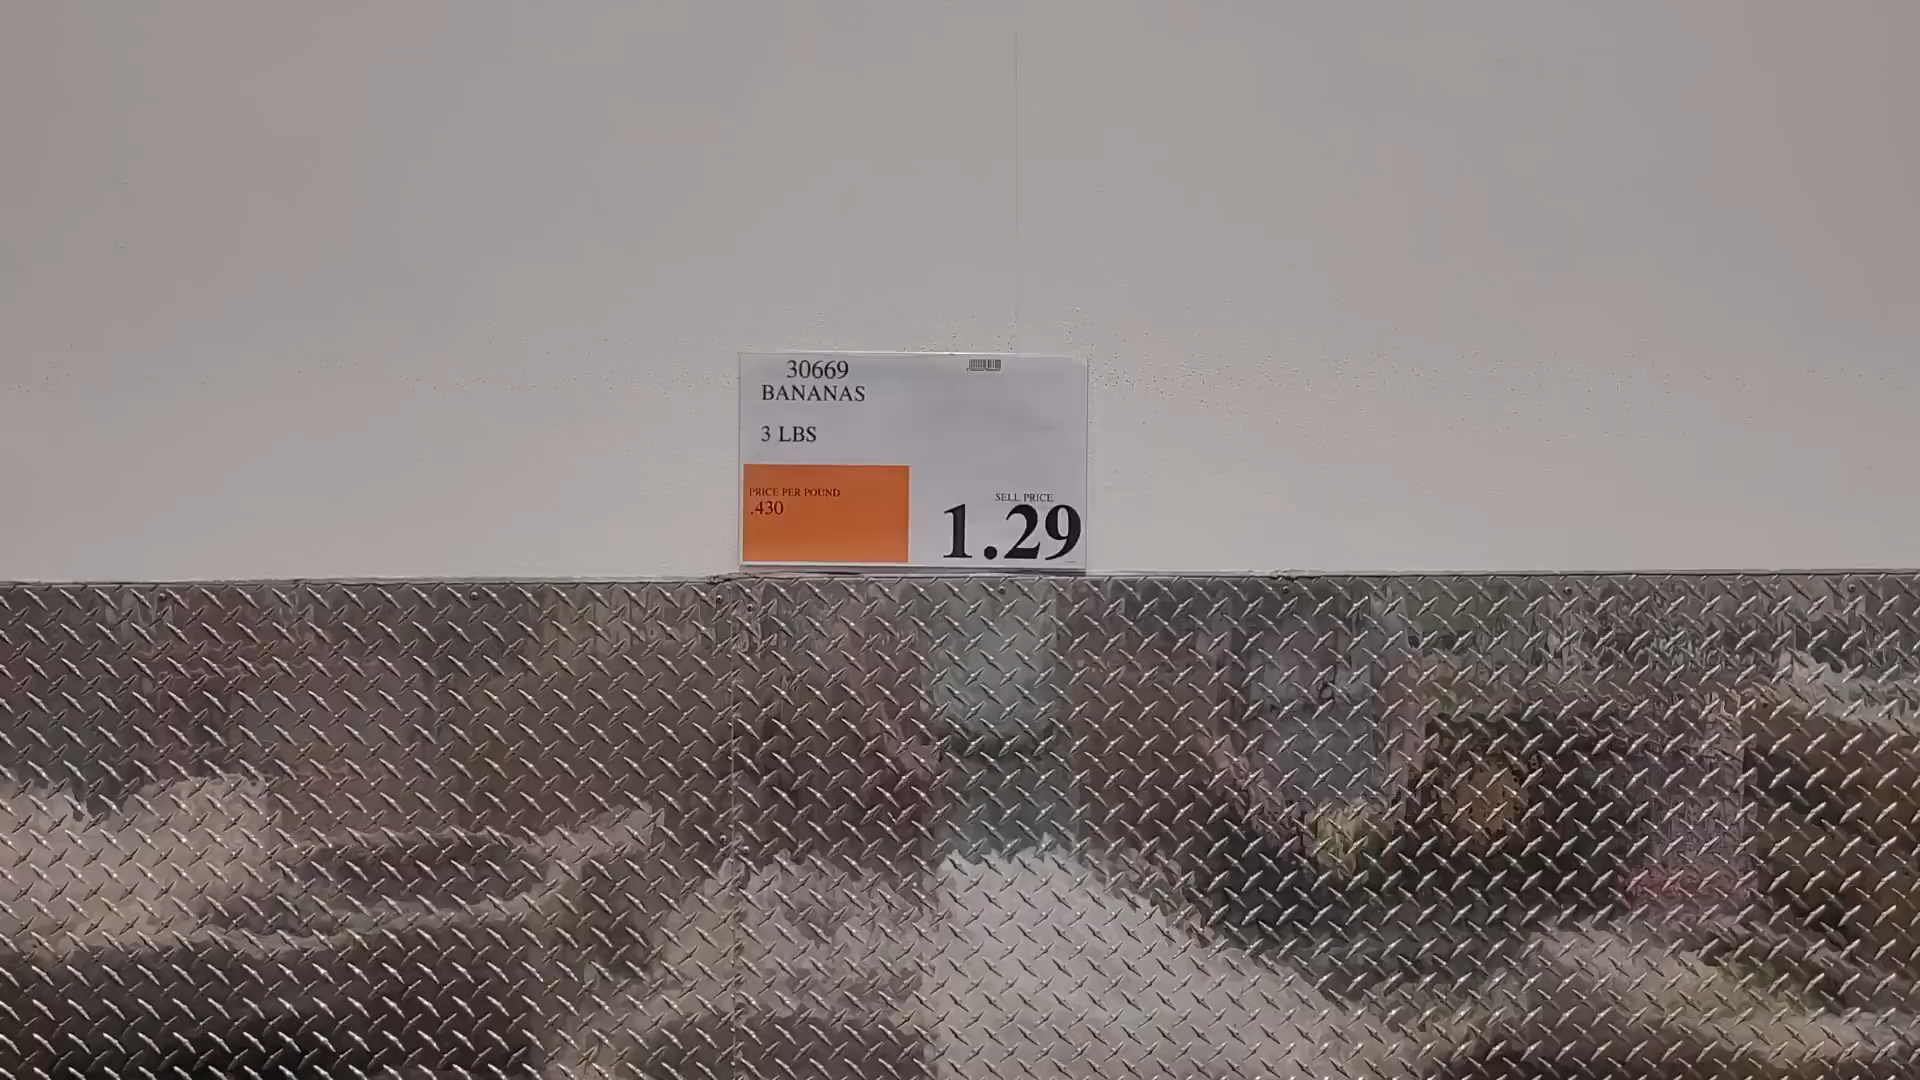 30669
BANANAS
3 LBS
PRICE PER POUND
.430
SELL PRICE
1.29